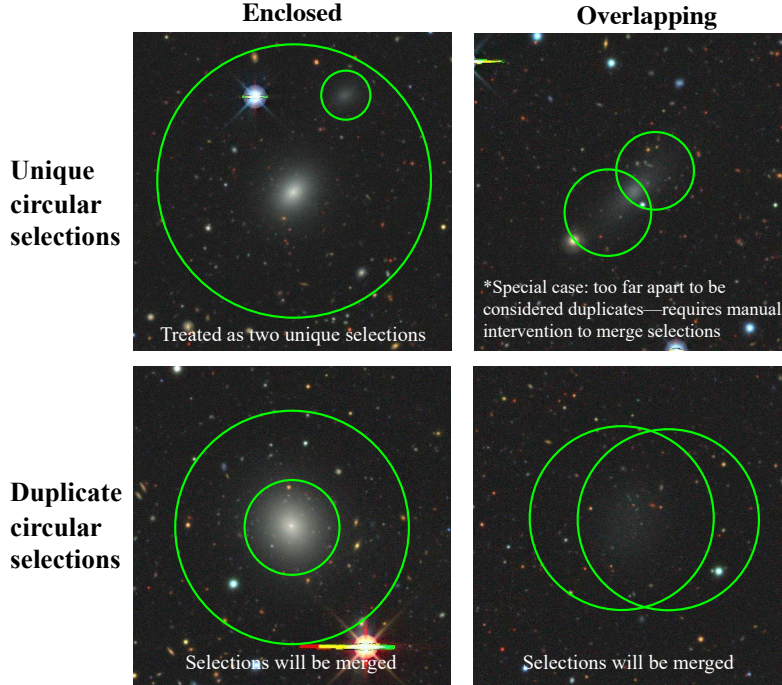 Enclosed
Overlapping
Unique
circular
selections
Treated as two unique selections
*Special case: too far apart to be
considered duplicates—requires manual
intervention to merge selections
Duplicate
circular
selections
Selections will be merged
Selections will be merged